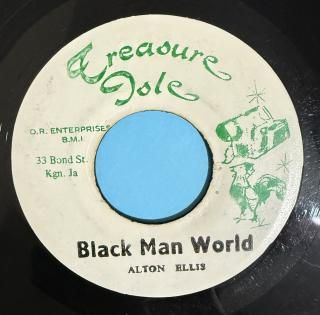 Treasure
Isle
O.R. ENTERPRISES
B.M.I.
33 Bond St.
Kgn. Ja
Black Man World
ALTON ELLIS